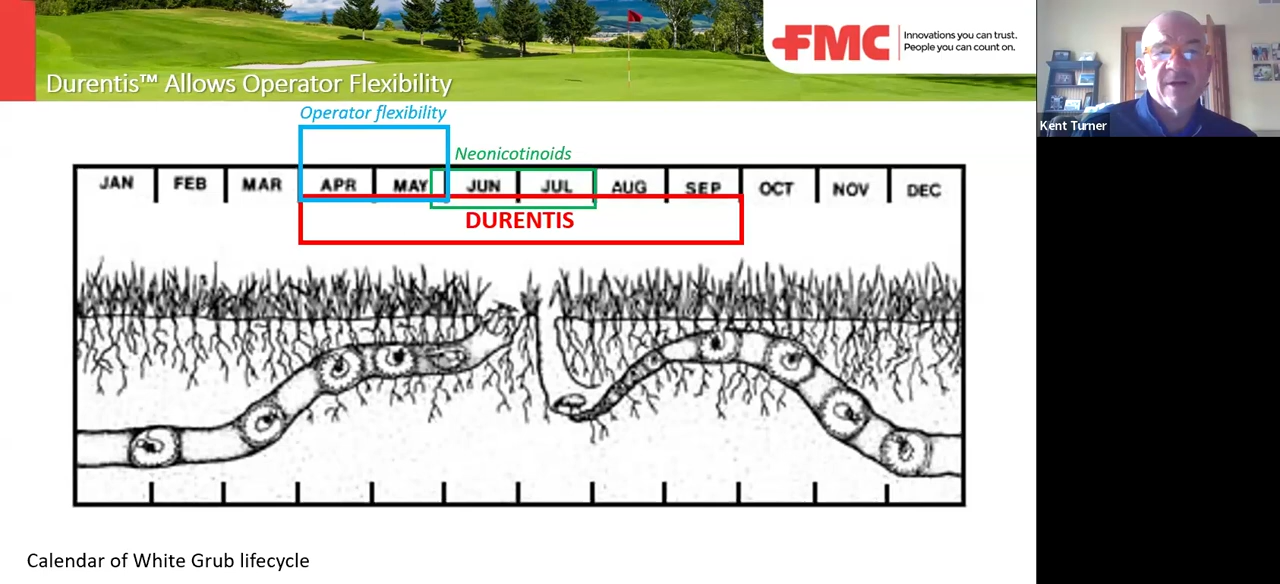 Durentis™ Allows Operator Flexibility
FMC
Innovations you can trust.
People you can count on.
Kent Turner
Operator flexibility
Neonicotinoids
JAN FEB MAR APR MAY JUN JUL AUG SEP OCT NOV DEC
DURENTIS
Calendar of White Grub lifecycle